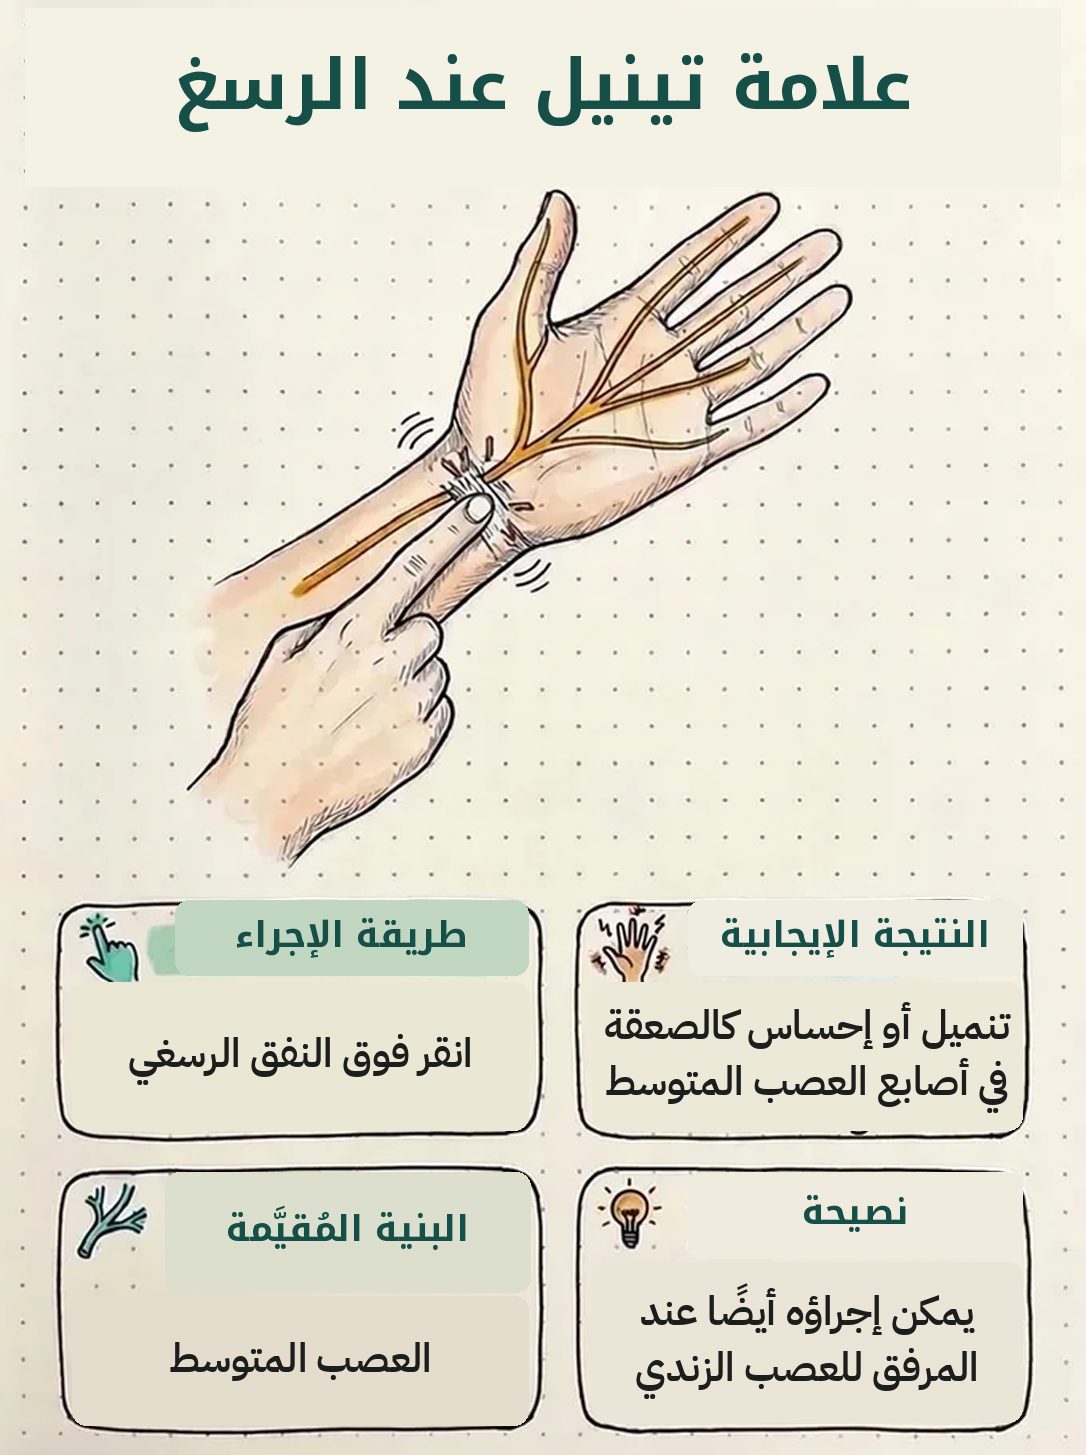 علامة تينيل عند الرسغ
النتيجة الإيجابية
تنميل أو إحساس كالصعقة
في أصابع العصب المتوسط
طريقة الإجراء
انقر فوق النفق الرسغي
نصيحة
يمكن إجراؤه أيضًا عند
المرفق للعصب الزندي
البنية المُقيَّمة
العصب المتوسط